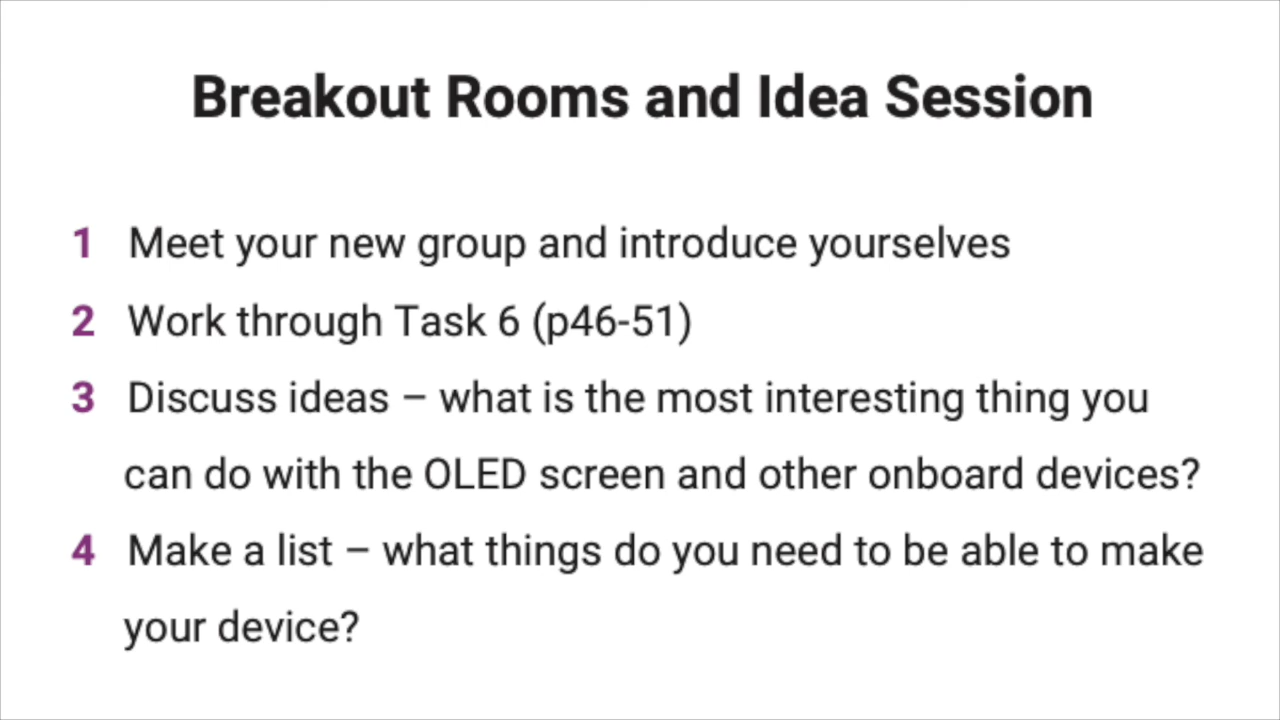 Breakout Rooms and Idea Session
1 Meet your new group and introduce yourselves
2 Work through Task 6 (p46-51)
3 Discuss ideas – what is the most interesting thing you
can do with the OLED screen and other onboard devices?
4 Make a list – what things do you need to be able to make
your device?